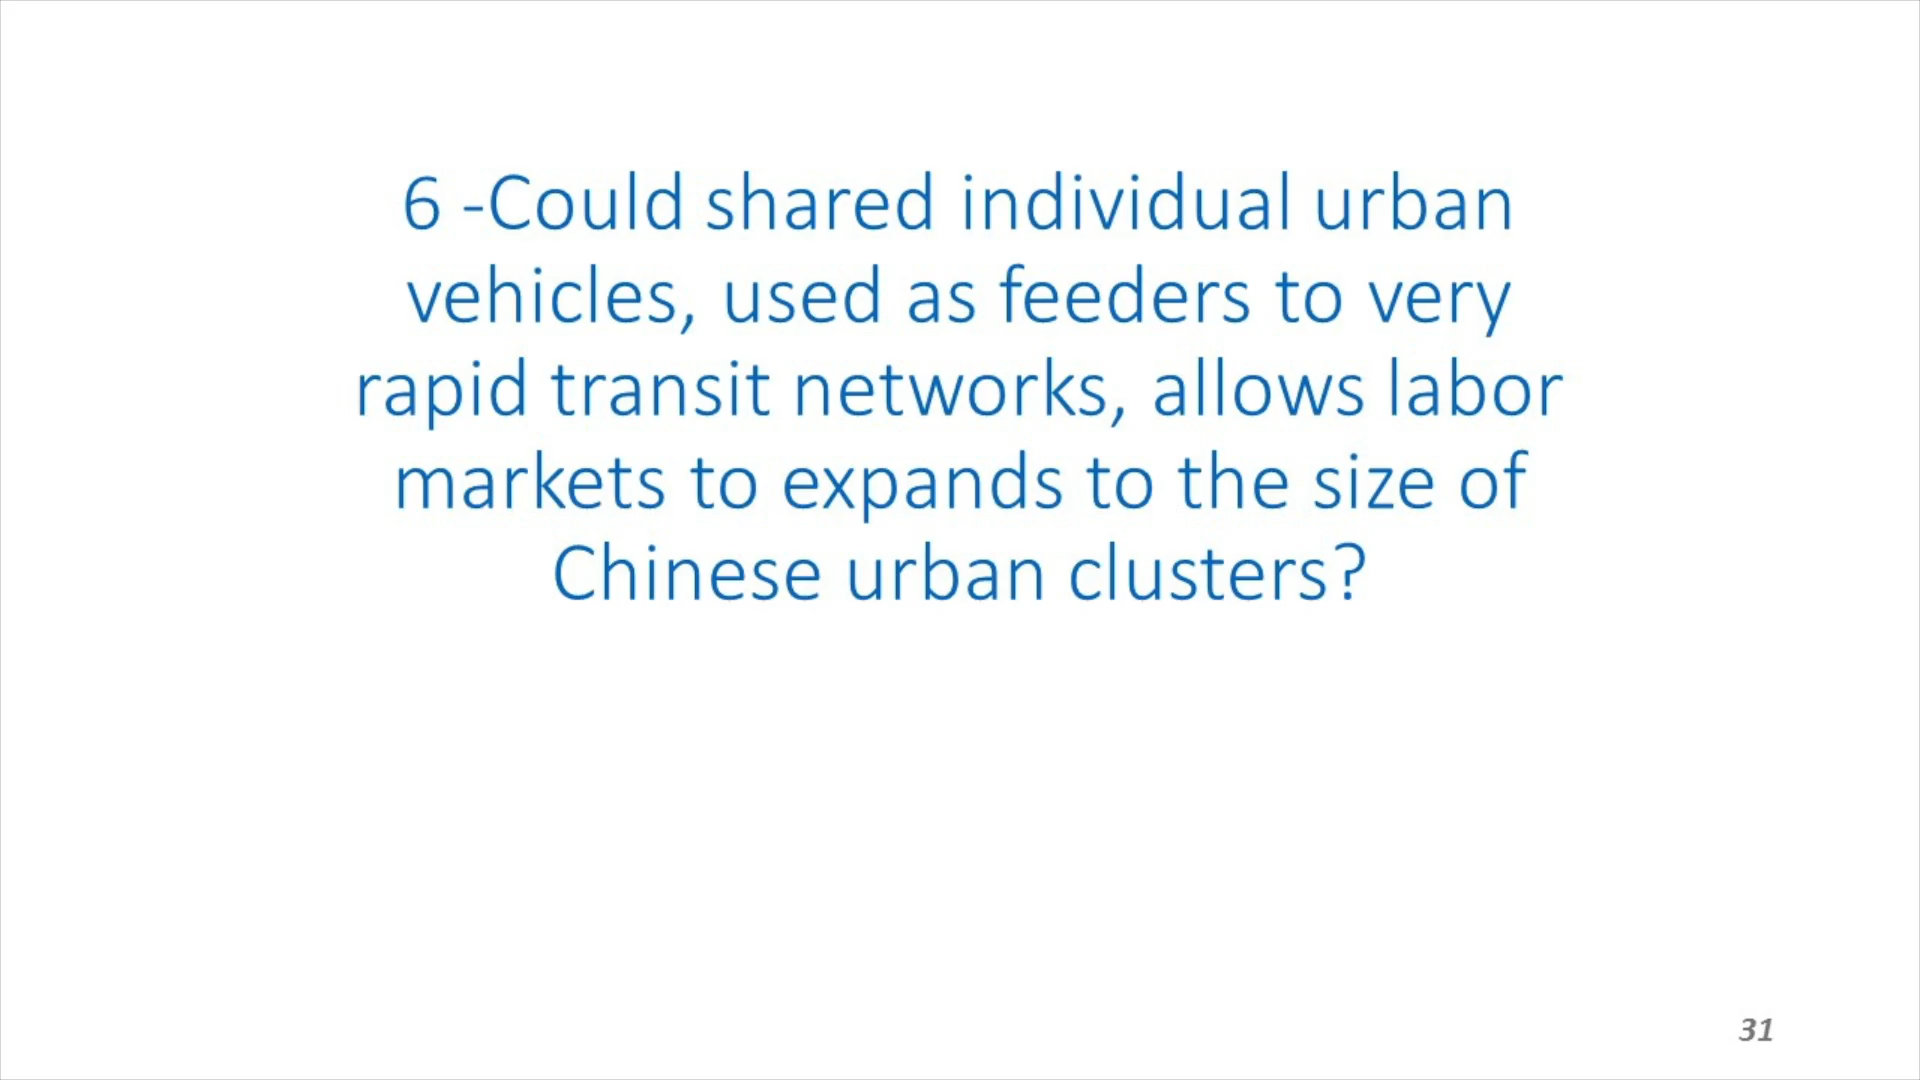 6 -Could shared individual urban
vehicles, used as feeders to very
rapid transit networks, allows labor
markets to expands to the size of
Chinese urban clusters?
31